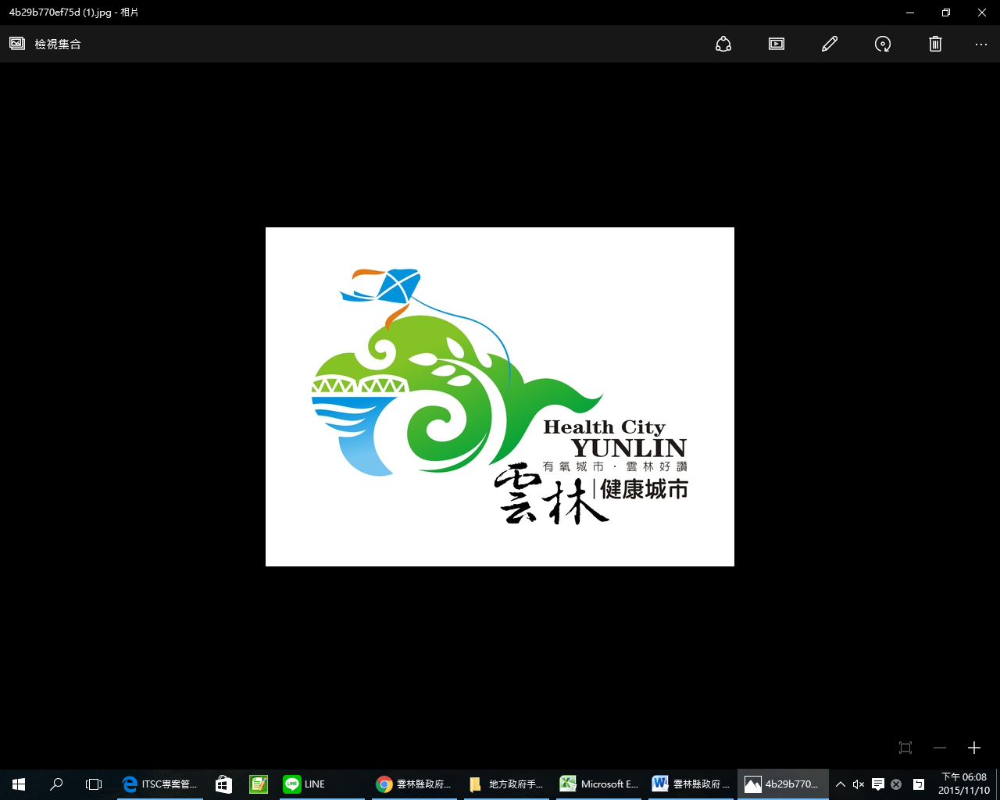 4b29b770ef75d (1).jpg - 相片
檢視集合
Health City
YUNLIN
有氧城市·雲林好讚
雲林
健康城市
ITSC專案管...
LINE
雲林縣政府...
地方政府手...
Microsoft E...
雲林縣政府 ...
4b29b770...
下午 06:08
2015/11/10